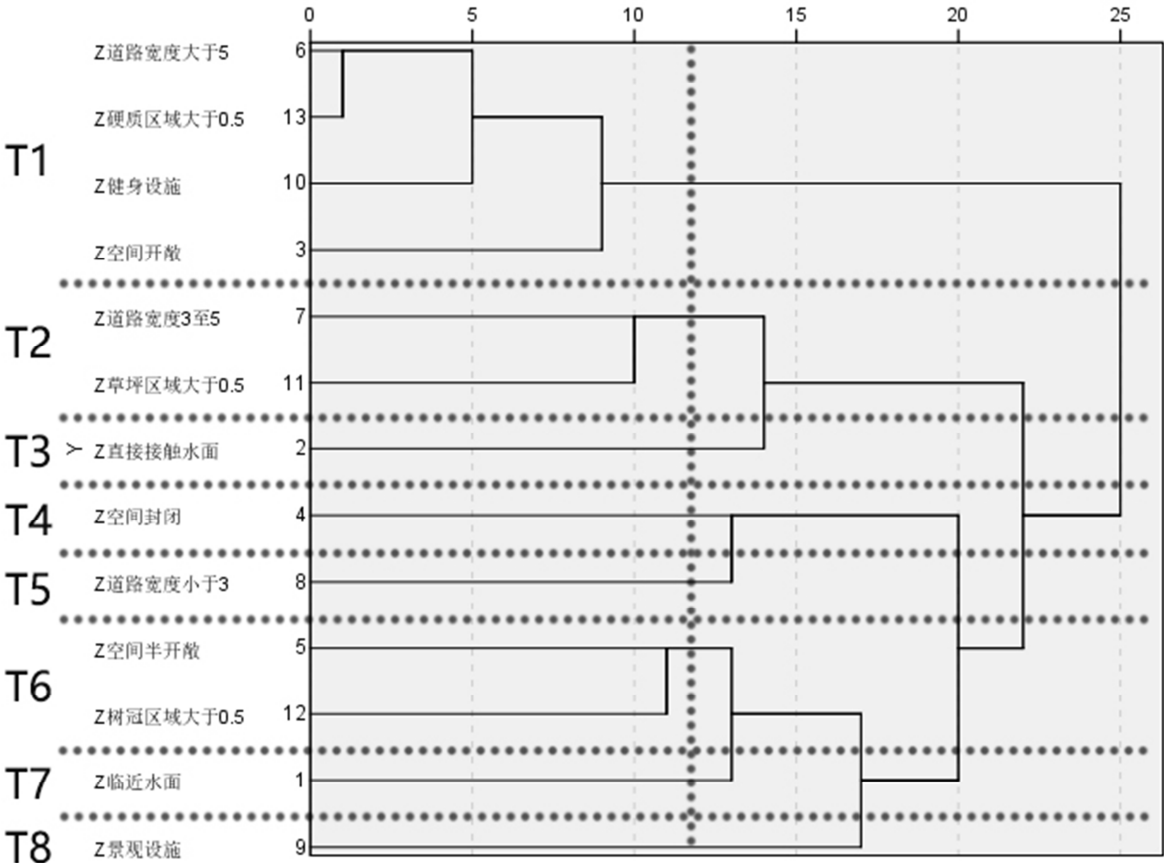 0 5 10 15 20 25
Z道路宽度大于5 6
Z硬质区域大于0.5 13
T1
Z健身设施 10
Z空间开敞 3
Z道路宽度3至5 7
T2
Z草坪区域大于0.5 11
T3 Y Z直接接触水面 2
T4 Z空间封闭 4
T5 Z道路宽度小于3 8
Z空间半开敞 5
T6
Z树冠区域大于0.5 12
T7 Z临近水面 1
T8 Z景观设施 9